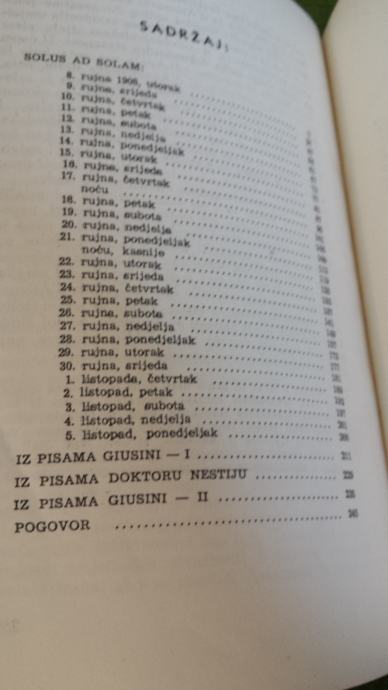 SADRŽAJ:
SOLUS AD SOLAM:
8. rujna 1908, utorak
9. rujna, srijeda
10. rujna, četvrtak
11. rujna, petak
12. rujna, subota
13. rujna, nedjelja
14. rujna, ponedjeljak
15. rujna, utorak
16. rujna, srijeda
17. rujna, četvrtak
noću
18. rujna, petak
19. rujna, subota
20. rujna, nedjelja
21. rujna, ponedjeljak
noću, kasnije
22. rujna, utorak
23. rujna, srijeda
24. rujna, četvrtak
25. rujna, petak
26. rujna, subota
27. rujna, nedjelja
28. rujna, ponedjeljak
29. rujna, utorak
30. rujna, srijeda
1. listopada, četvrtak
2. listopad, petak
3. listopad, subota
4. listopad, nedjelja
5. listopad, ponedjeljak
IZ PISAMA GIUSINI — I
IZ PISAMA DOKTORU NESTIJU
IZ PISAMA GIUSINI — II
POGOVOR